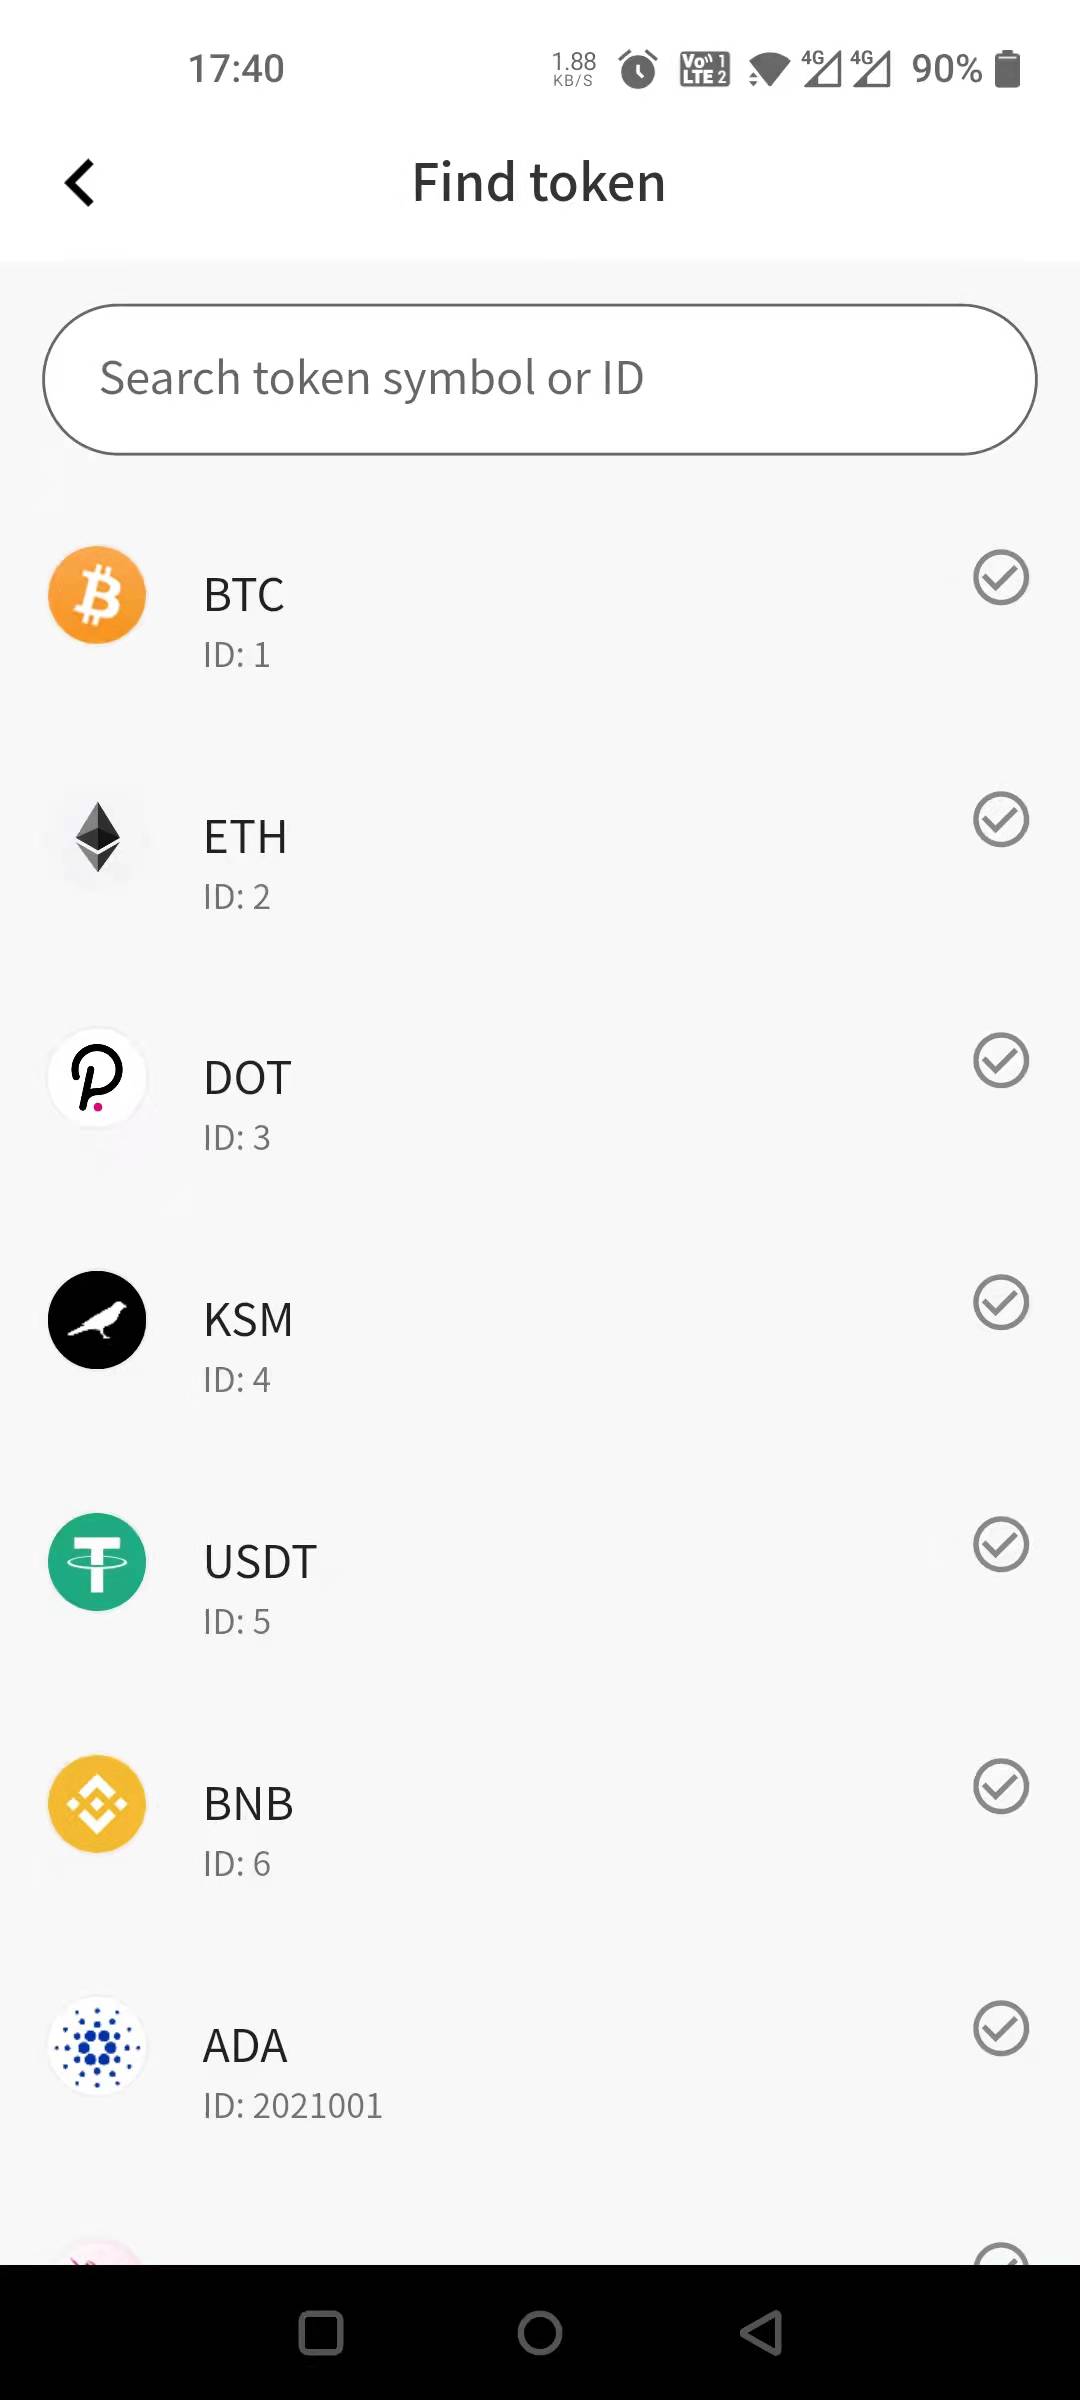 17:40
1.88
KB/S
Vo)) 1
LTE 2
4G
4G
90%
Find token
Search token symbol or ID
BTC
ID: 1
ETH
ID: 2
DOT
ID: 3
KSM
ID: 4
USDT
ID: 5
BNB
ID: 6
ADA
ID: 2021001